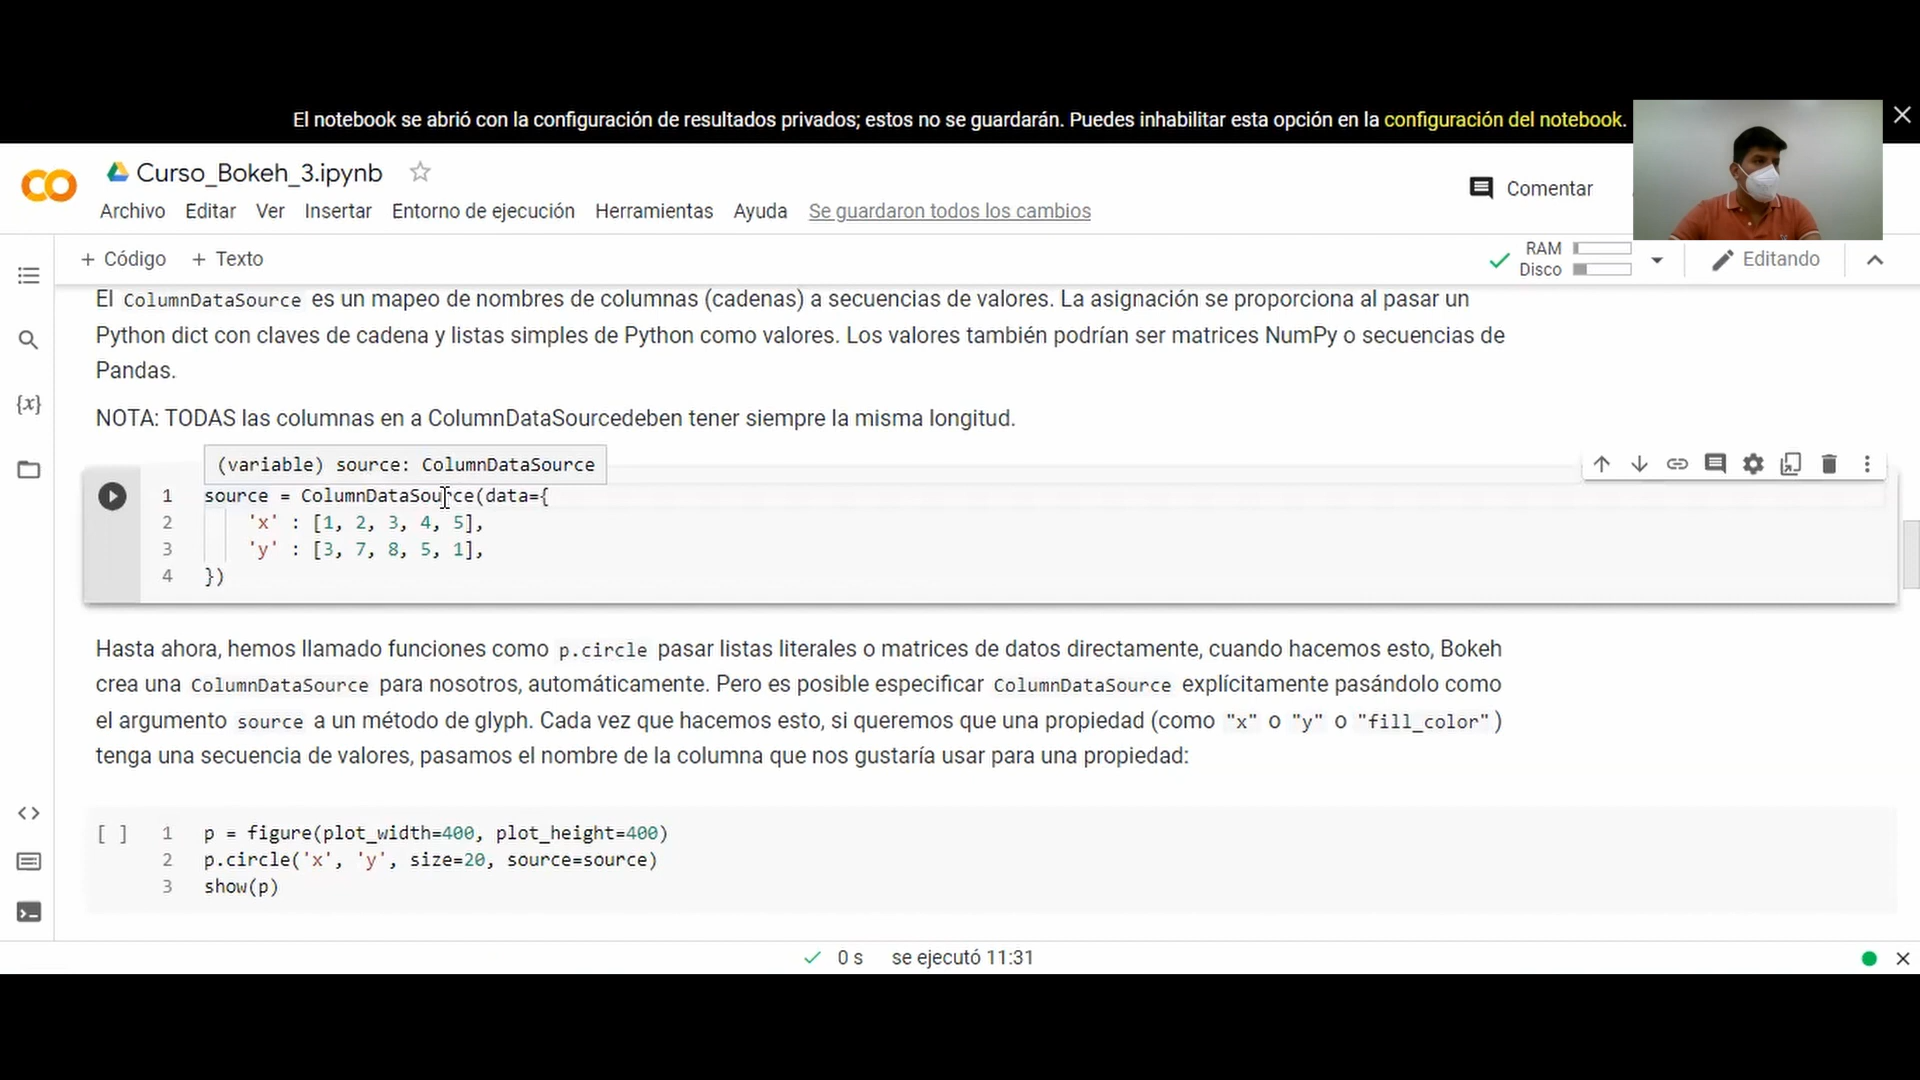 El notebook se abrió con la configuración de resultados privados; estos no se guardarán. Puedes inhabilitar esta opción en la configuración del notebook.
Curso_Bokeh_3.ipynb
Comentar
Archivo Editar Ver Insertar Entorno de ejecución Herramientas Ayuda Se guardaron todos los cambios
+ Código + Texto
RAM
Disco
Editando
El ColumnDataSource es un mapeo de nombres de columnas (cadenas) a secuencias de valores. La asignación se proporciona al pasar un
Python dict con claves de cadena y listas simples de Python como valores. Los valores también podrían ser matrices NumPy o secuencias de
Pandas.
NOTA: TODAS las columnas en a ColumnDataSourcedeben tener siempre la misma longitud.
(variable) source: ColumnDataSource
1 source = ColumnDataSource(data={
2 'x' : [1, 2, 3, 4, 5],
3 'y' : [3, 7, 8, 5, 1],
4 })
Hasta ahora, hemos llamado funciones como p.circle pasar listas literales o matrices de datos directamente, cuando hacemos esto, Bokeh
crea una ColumnDataSource para nosotros, automáticamente. Pero es posible especificar ColumnDataSource explícitamente pasándolo como
el argumento source a un método de glyph. Cada vez que hacemos esto, si queremos que una propiedad (como "x" o "y" o "fill_color" )
tenga una secuencia de valores, pasamos el nombre de la columna que nos gustaría usar para una propiedad:
[ ] 1 p = figure(plot_width=400, plot_height=400)
2 p.circle('x', 'y', size=20, source=source)
3 show(p)
0 s se ejecutó 11:31